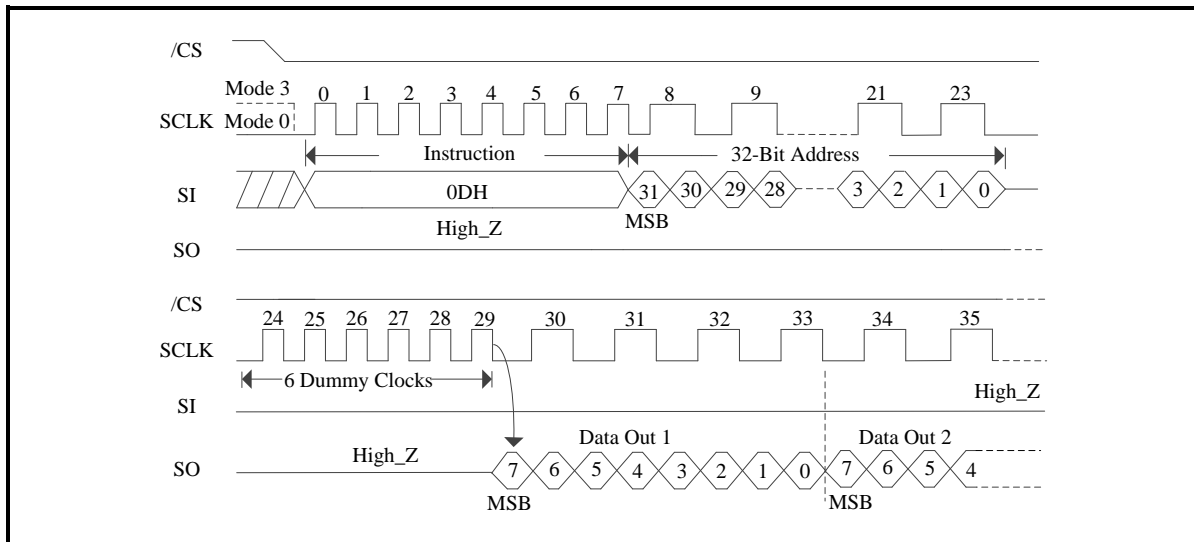 /CS
Mode 3
0 1 2 3 4 5 6 7 8 9 21 23
SCLK Mode 0
Instruction 32-Bit Address
SI 0DH 31 30 29 28 3 2 1 0
MSB
High_Z
SO
/CS
24 25 26 27 28 29 30 31 32 33 34 35
SCLK
6 Dummy Clocks
High_Z
SI
Data Out 1 Data Out 2
High_Z
SO 7 6 5 4 3 2 1 0 7 6 5 4
MSB MSB